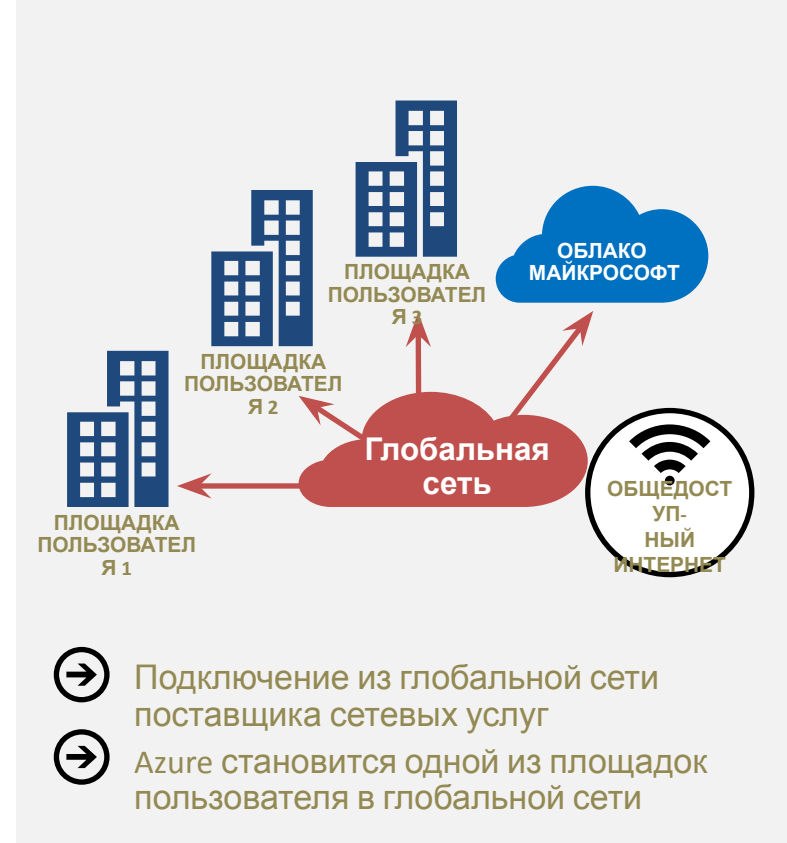 ПЛОЩАДКА
ПОЛЬЗОВАТЕЛ
Я 3
ОБЛАКО
МАЙКРОСОФТ
ПЛОЩАДКА
ПОЛЬЗОВАТЕЛ
Я 2
Глобальная
сеть
ПЛОЩАДКА
ПОЛЬЗОВАТЕЛ
Я 1
ОБЩЕДОСТ
УП-
НЫЙ
ИНТЕРНЕТ
Подключение из глобальной сети
поставщика сетевых услуг
Azure становится одной из площадок
пользователя в глобальной сети